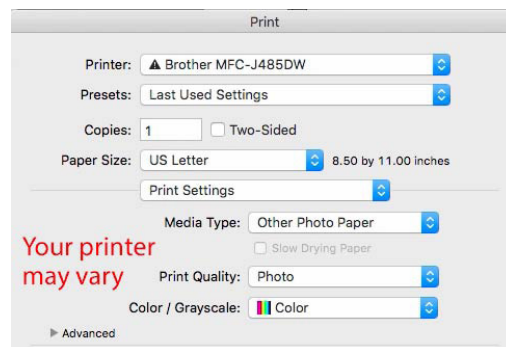 Print
Printer: Brother MFC-J485DW
Presets: Last Used Settings
Copies: 1 Two-Sided
Paper Size: US Letter 8.50 by 11.00 inches
Print Settings
Media Type: Other Photo Paper
Slow Drying Paper
Your printer
may vary
Print Quality: Photo
Color / Grayscale: Color
Advanced